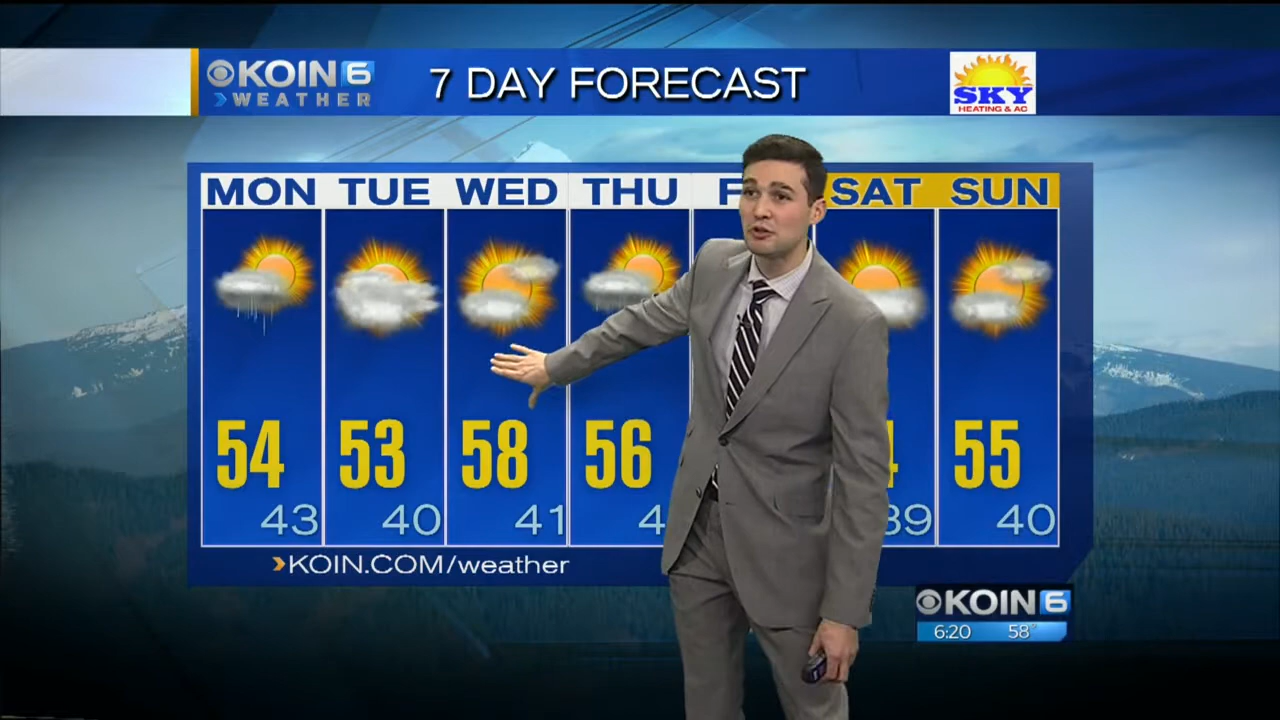 KOIN 6
WEATHER
7 DAY FORECAST
SKY
HEATING & AC
MON TUE WED THU F SAT SUN
54 53 58 56 55
43 40 41 4 39 40
KOIN.COM/weather
KOIN 6
6:20 58°